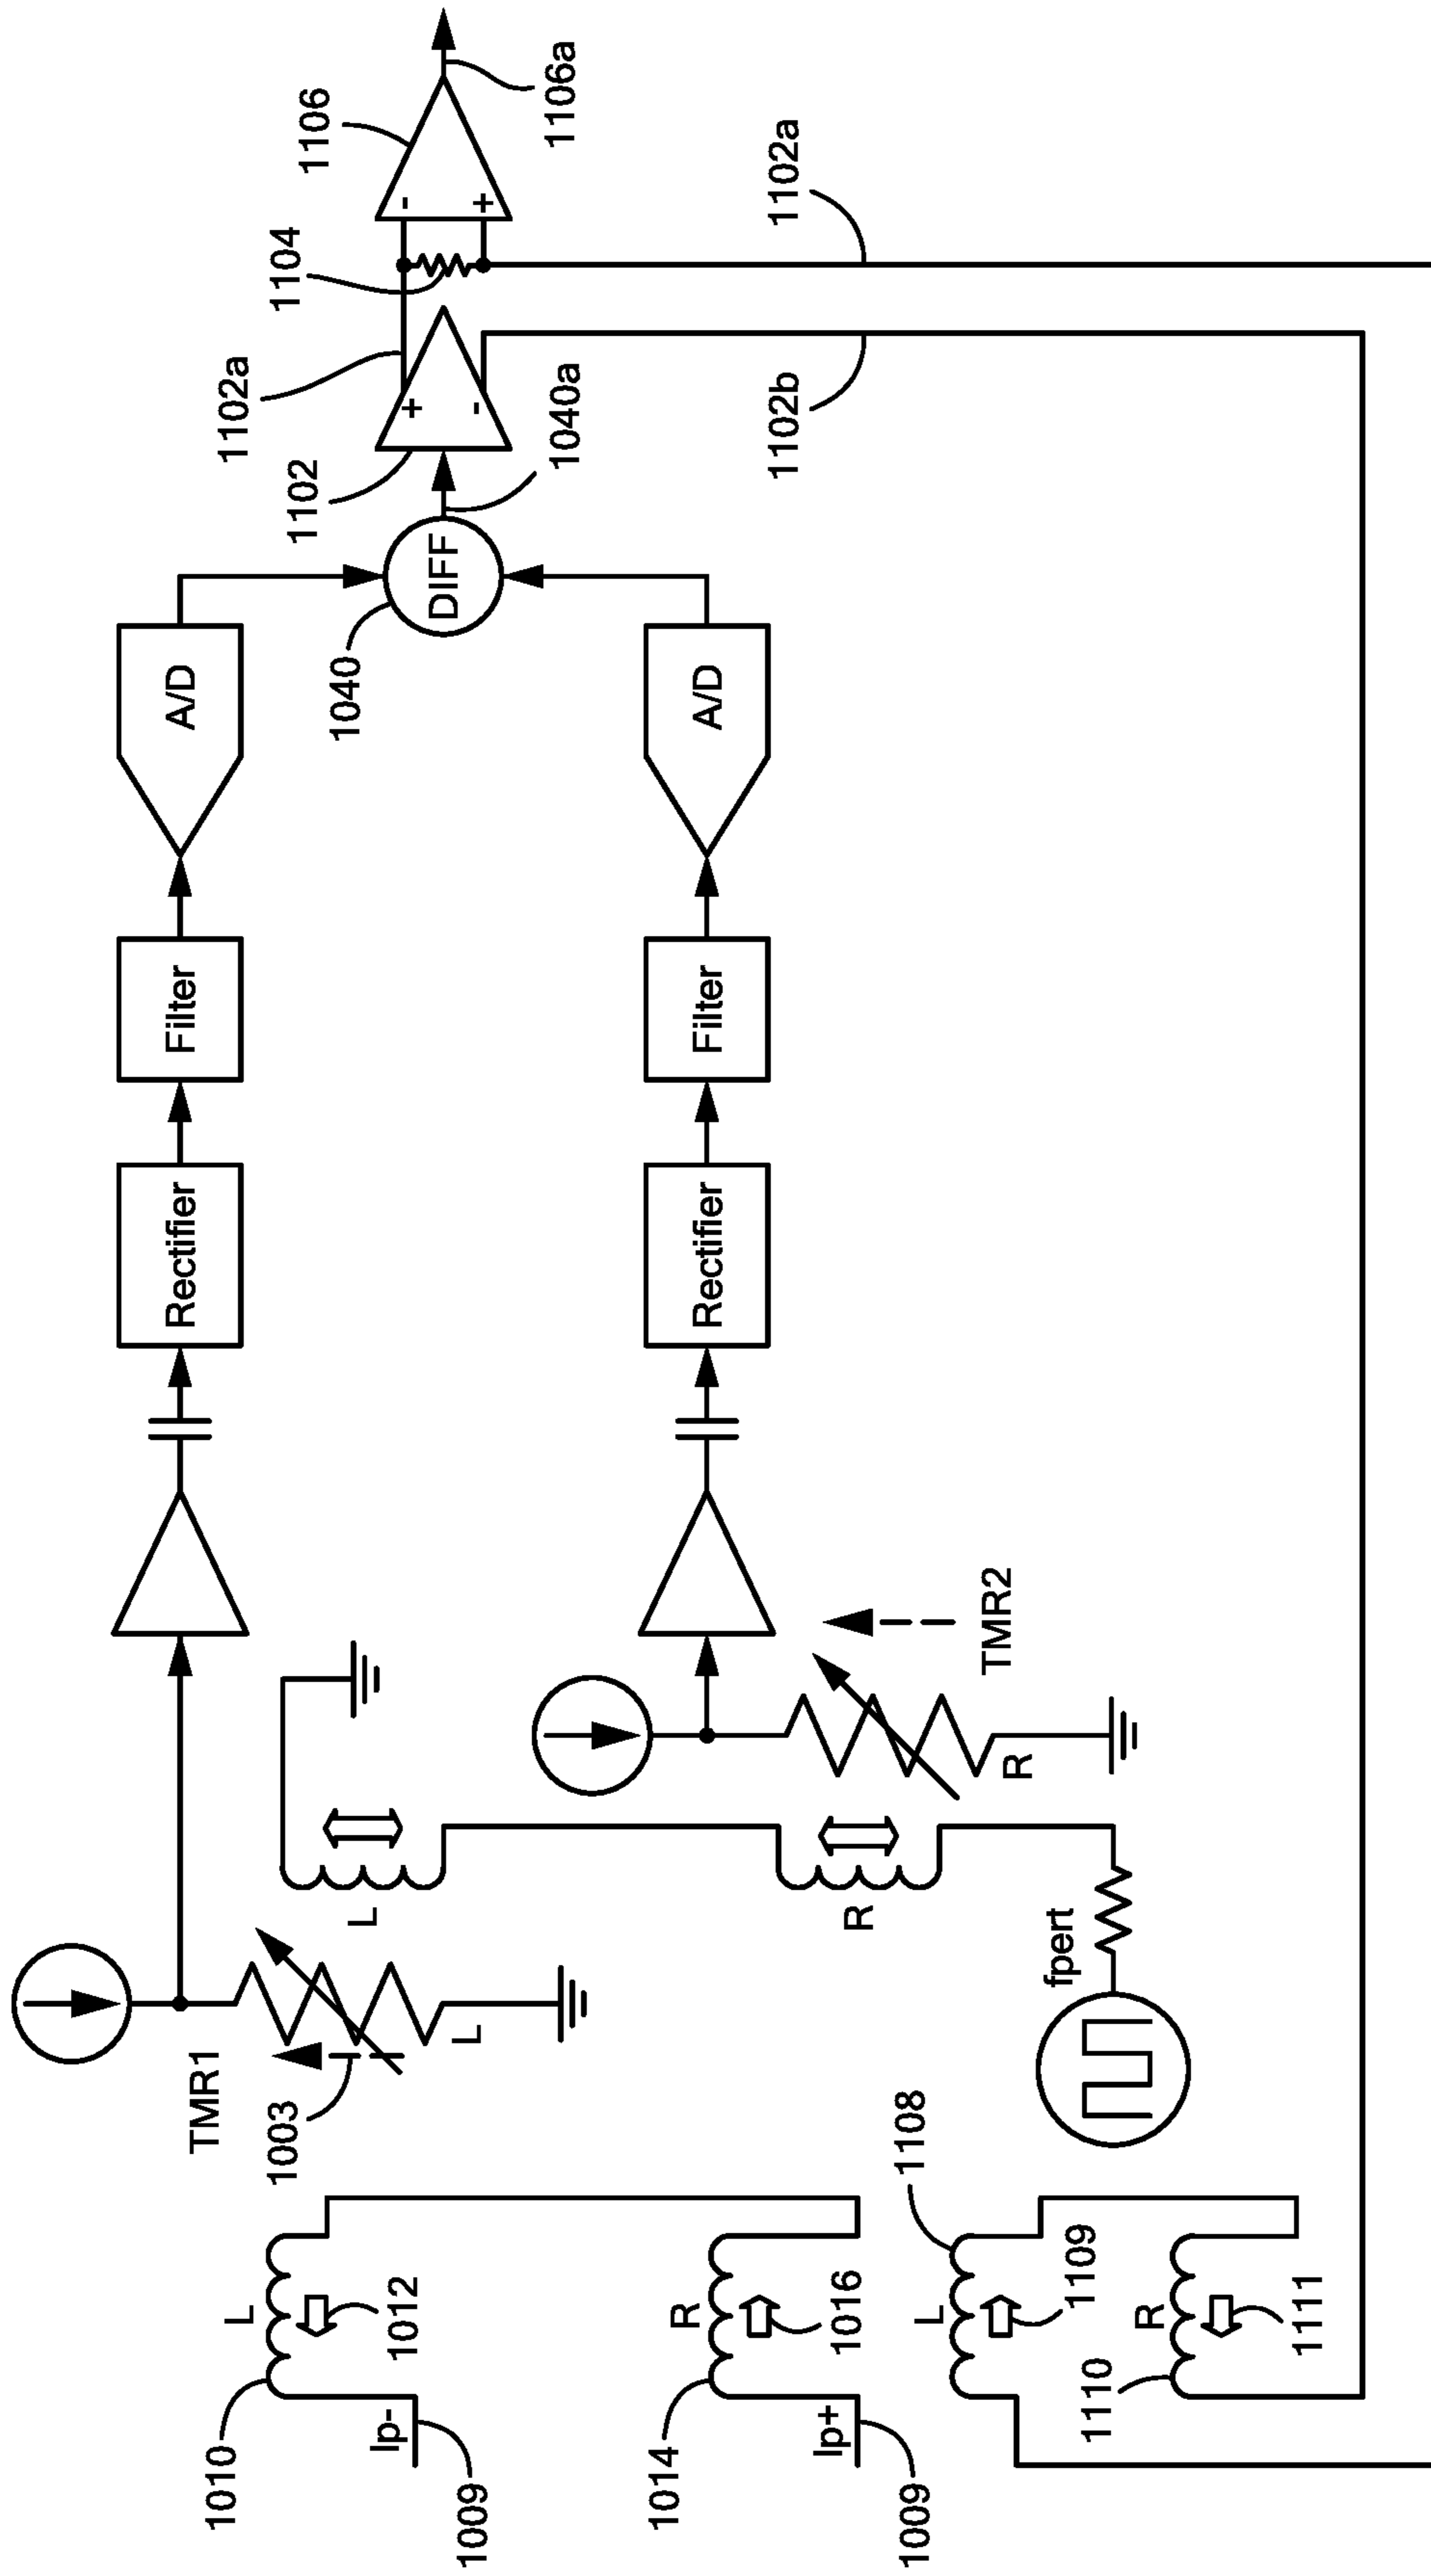 Rectifier
Filter
A/D
TMR1
1010
L
1102a
1003
1104
1102
1106
1040
L
Ip-
1012
+
-
DIFF
L
1009
-
+
1040a
1106a
1014
R
Rectifier
Filter
A/D
1102b
1102a
Ip+
1016
R
1009
L
1108
TMR2
R
fpert
1109
1110
R
1111